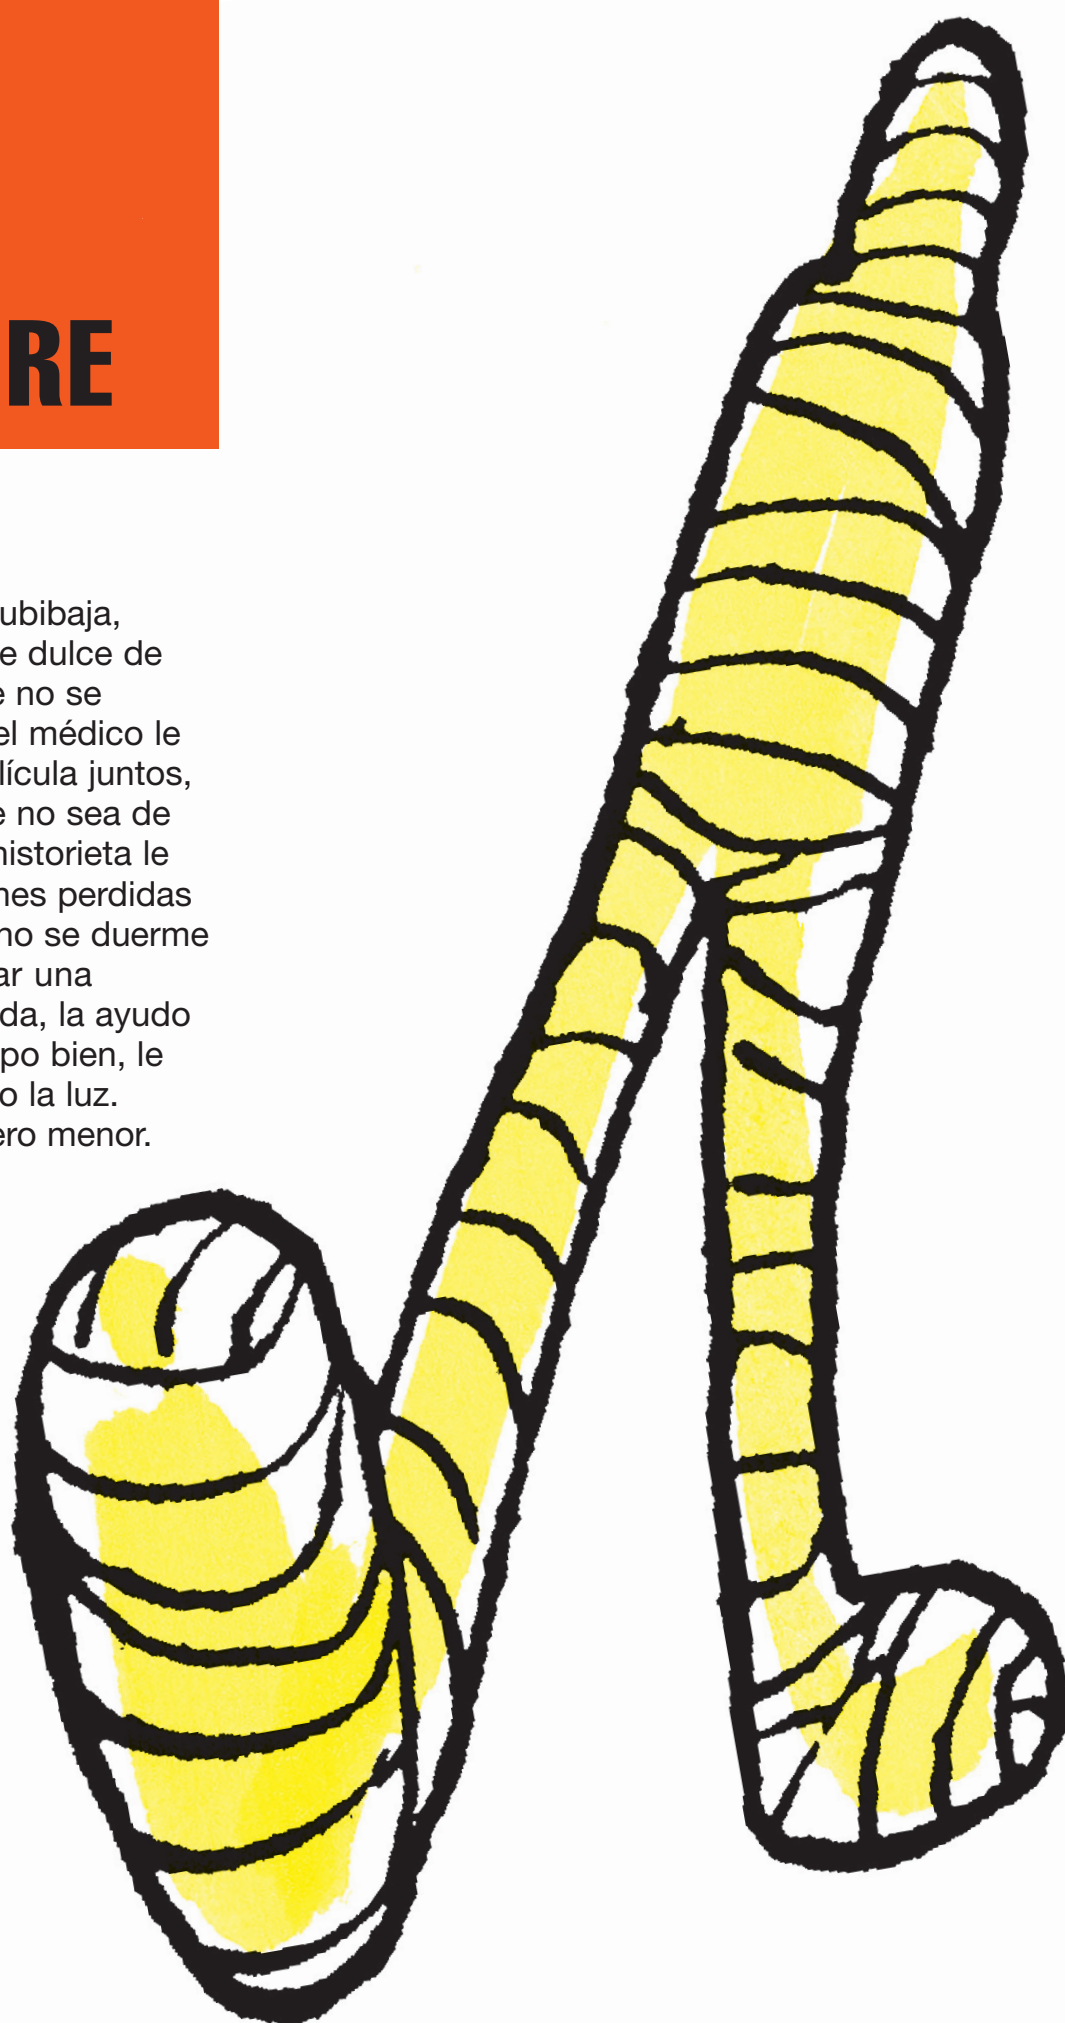 RE
ubibaja,
e dulce de
e no se
el médico le
lícula juntos,
e no sea de
historieta le
nes perdidas
no se duerme
ar una
da, la ayudo
po bien, le
o la luz.
ero menor.